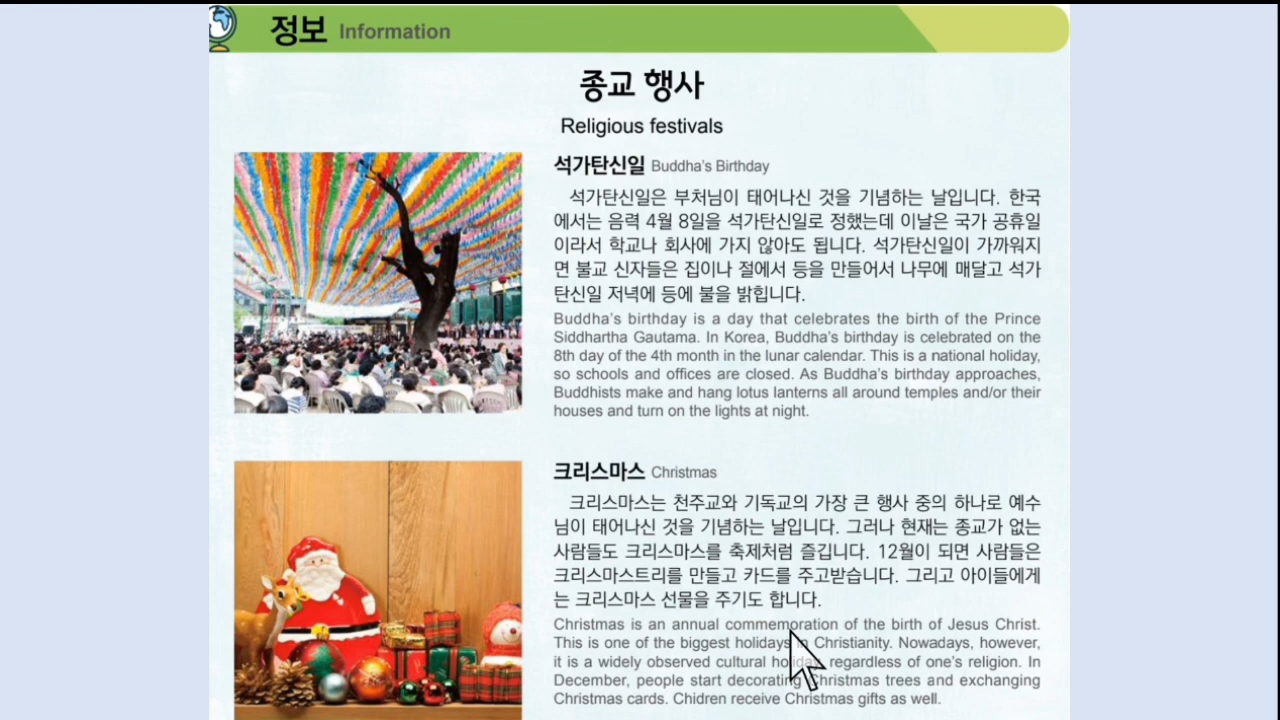 정보 Information
종교 행사
Religious festivals
석가탄신일 Buddha's Birthday
석가탄신일은 부처님이 태어나신 것을 기념하는 날입니다. 한국
에서는 음력 4월 8일을 석가탄신일로 정했는데 이날은 국가 공휴일
이라서 학교나 회사에 가지 않아도 됩니다. 석가탄신일이 가까워지
면 불교 신자들은 집이나 절에서 등을 만들어서 나무에 매달고 석가
탄신일 저녁에 등에 불을 밝힙니다.
Buddha's birthday is a day that celebrates the birth of the Prince
Siddhartha Gautama. In Korea, Buddha's birthday is celebrated on the
8th day of the 4th month in the lunar calendar. This is a national holiday,
so schools and offices are closed. As Buddha's birthday approaches,
Buddhists make and hang lotus lanterns all around temples and/or their
houses and turn on the lights at night.
크리스마스 Christmas
크리스마스는 천주교와 기독교의 가장 큰 행사 중의 하나로 예수
님이 태어나신 것을 기념하는 날입니다. 그러나 현재는 종교가 없는
사람들도 크리스마스를 축제처럼 즐깁니다. 12월이 되면 사람들은
크리스마스트리를 만들고 카드를 주고받습니다. 그리고 아이들에게
는 크리스마스 선물을 주기도 합니다.
Christmas is an annual commemoration of the birth of Jesus Christ.
This is one of the biggest holidays in Christianity. Nowadays, however,
it is a widely observed cultural holiday, regardless of one's religion. In
December, people start decorating Christmas trees and exchanging
Christmas cards. Chidren receive Christmas gifts as well.